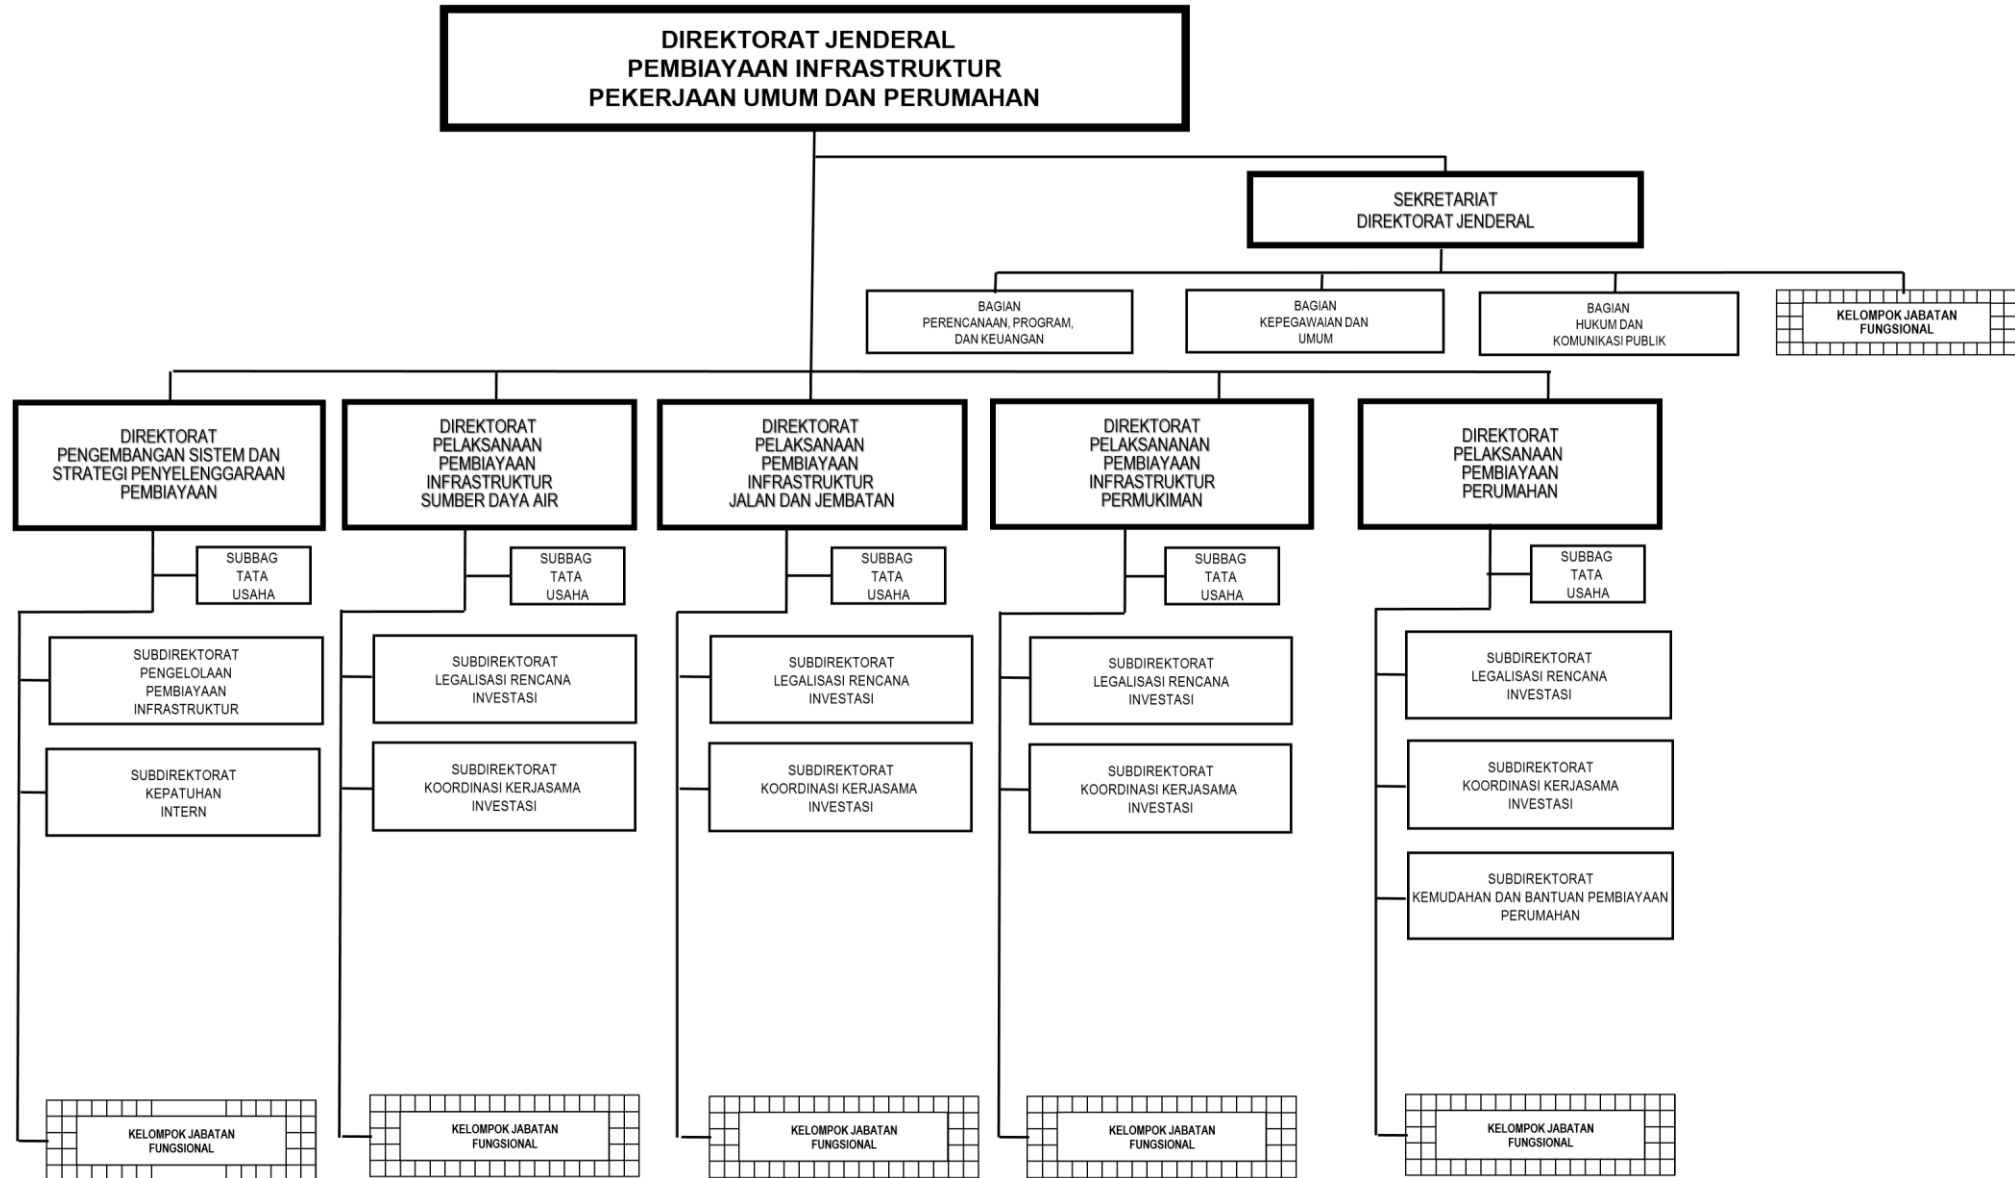 DIREKTORAT JENDERAL
PEMBIAYAAN INFRASTRUKTUR
PEKERJAAN UMUM DAN PERUMAHAN
SEKRETARIAT
DIREKTORAT JENDERAL
BAGIAN
PERENCANAAN, PROGRAM,
DAN KEUANGAN
BAGIAN
KEPEGAWAIAN DAN
UMUM
BAGIAN
HUKUM DAN
KOMUNIKASI PUBLIK
KELOMPOK JABATAN
FUNGSIONAL
DIREKTORAT
PENGEMBANGAN SISTEM DAN
STRATEGI PENYELENGGARAAN
PEMBIAYAAN
DIREKTORAT
PELAKSANAAN
PEMBIAYAAN
INFRASTRUKTUR
SUMBER DAYA AIR
DIREKTORAT
PELAKSANAAN
PEMBIAYAAN
INFRASTRUKTUR
JALAN DAN JEMBATAN
DIREKTORAT
PELAKSANANAN
PEMBIAYAAN
INFRASTRUKTUR
PERMUKIMAN
DIREKTORAT
PELAKSANAAN
PEMBIAYAAN
PERUMAHAN
SUBBAG
TATA
USAHA
SUBBAG
TATA
USAHA
SUBBAG
TATA
USAHA
SUBBAG
TATA
USAHA
SUBBAG
TATA
USAHA
SUBDIREKTORAT
PENGELOLAAN
PEMBIAYAAN
INFRASTRUKTUR
SUBDIREKTORAT
LEGALISASI RENCANA
INVESTASI
SUBDIREKTORAT
LEGALISASI RENCANA
INVESTASI
SUBDIREKTORAT
LEGALISASI RENCANA
INVESTASI
SUBDIREKTORAT
LEGALISASI RENCANA
INVESTASI
SUBDIREKTORAT
KEPATUHAN
INTERN
SUBDIREKTORAT
KOORDINASI KERJASAMA
INVESTASI
SUBDIREKTORAT
KOORDINASI KERJASAMA
INVESTASI
SUBDIREKTORAT
KOORDINASI KERJASAMA
INVESTASI
SUBDIREKTORAT
KOORDINASI KERJASAMA
INVESTASI
SUBDIREKTORAT
KEMUDAHAN DAN BANTUAN PEMBIAYAAN
PERUMAHAN
KELOMPOK JABATAN
FUNGSIONAL
KELOMPOK JABATAN
FUNGSIONAL
KELOMPOK JABATAN
FUNGSIONAL
KELOMPOK JABATAN
FUNGSIONAL
KELOMPOK JABATAN
FUNGSIONAL